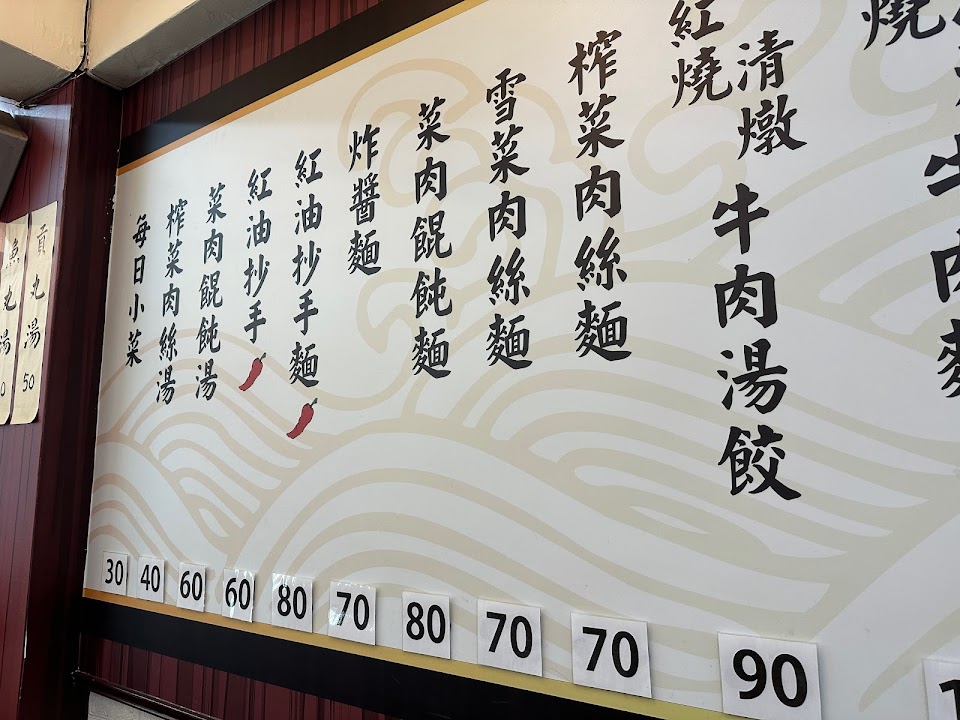 紅燒
清燉
牛肉湯餃
90
榨菜肉絲麵
70
雪菜肉絲麵
70
菜肉餛飩麵
80
炸醬麵
70
紅油抄手麵
80
紅油抄手
60
菜肉餛飩湯
60
榨菜肉絲湯
40
每日小菜
30
貢丸湯 50
魚丸湯